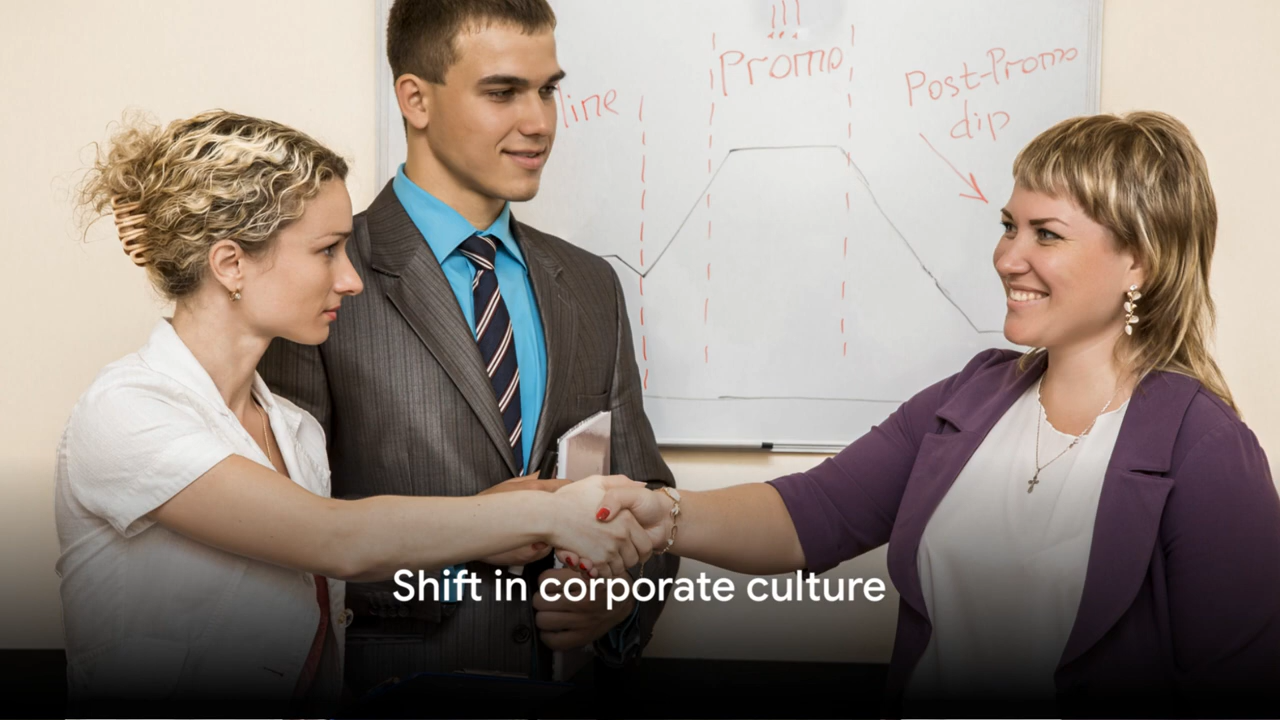 line
Promo
Post-Promo
dip
Shift in corporate culture